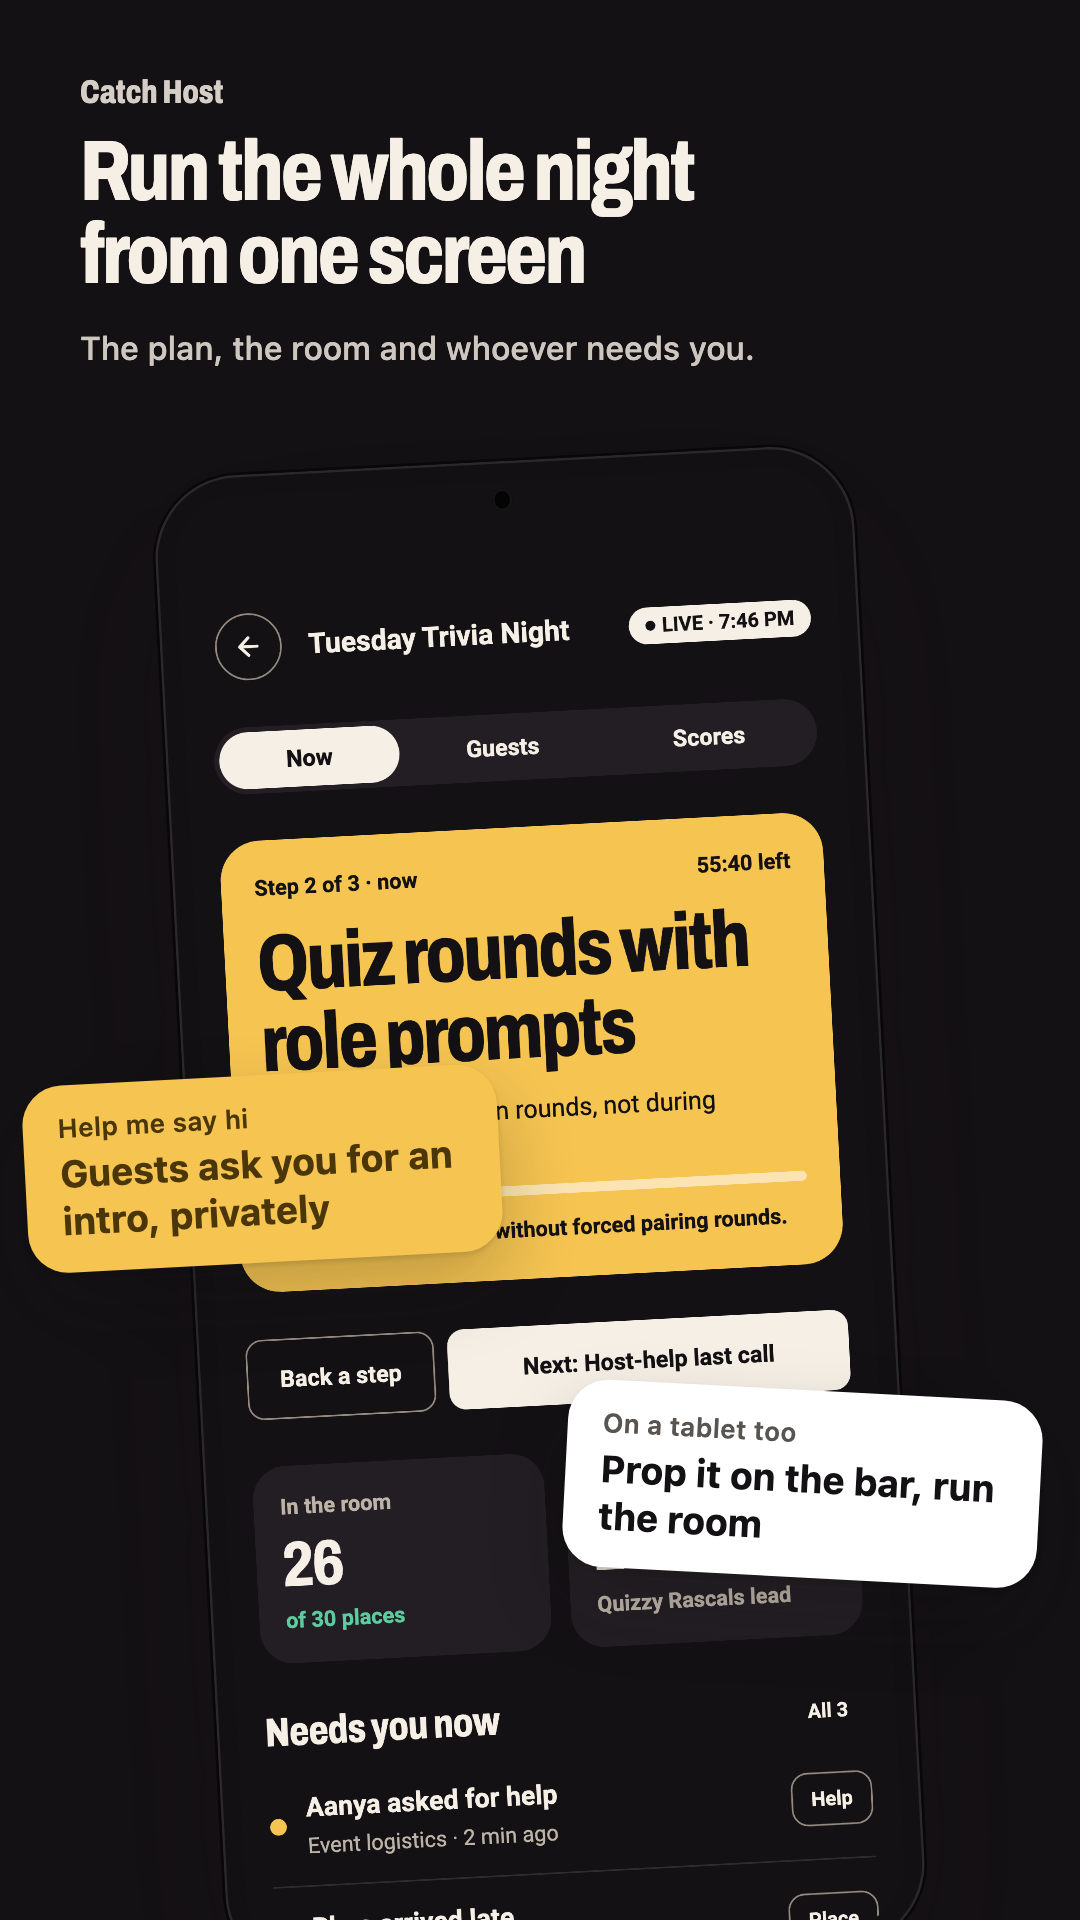 Catch Host
Run the whole night
from one screen
The plan, the room and whoever needs you.
Tuesday Trivia Night
LIVE · 7:46 PM
Now
Guests
Scores
Step 2 of 3 · now
55:40 left
Quiz rounds with
role prompts
rounds, not during
Help me say hi
Guests ask you for an
intro, privately
without forced pairing rounds.
Back a step
Next: Host-help last call
On a tablet too
Prop it on the bar, run
the room
In the room
26
of 30 places
Quizzy Rascals lead
Needs you now
All 3
Aanya asked for help
Event logistics · 2 min ago
Help
arrived late
Place